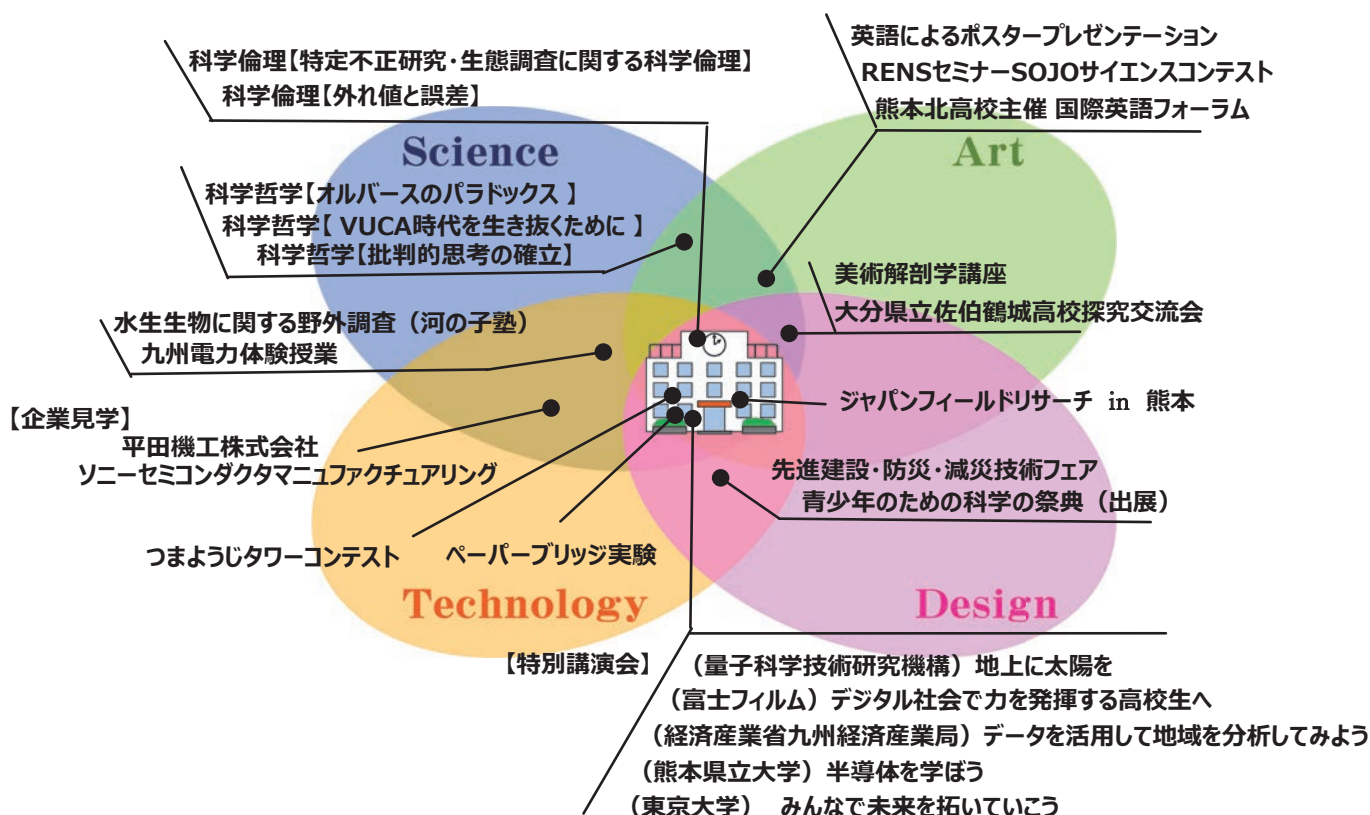 科学倫理【特定不正研究・生態調査に関する科学倫理】
科学倫理【外れ値と誤差】
英語によるポスタープレゼンテーション
RENSセミナーSOJOサイエンスコンテスト
熊本北高校主催 国際英語フォーラム
Science
Art
科学哲学【オルバースのパラドックス 】
科学哲学【 VUCA時代を生き抜くために 】
科学哲学【批判的思考の確立】
美術解剖学講座
大分県立佐伯鶴城高校探究交流会
水生生物に関する野外調査（河の子塾）
九州電力体験授業
ジャパンフィールドリサーチ in 熊本
【企業見学】
平田機工株式会社
ソニーセミコンダクタマニュファクチュアリング
先進建設・防災・減災技術フェア
青少年のための科学の祭典（出展）
つまようじタワーコンテスト
ペーパーブリッジ実験
Technology
Design
【特別講演会】 （量子科学技術研究機構）地上に太陽を
（富士フィルム）デジタル社会で力を発揮する高校生へ
（経済産業省九州経済産業局）データを活用して地域を分析してみよう
（熊本県立大学）半導体を学ぼう
（東京大学） みんなで未来を拓いていこう